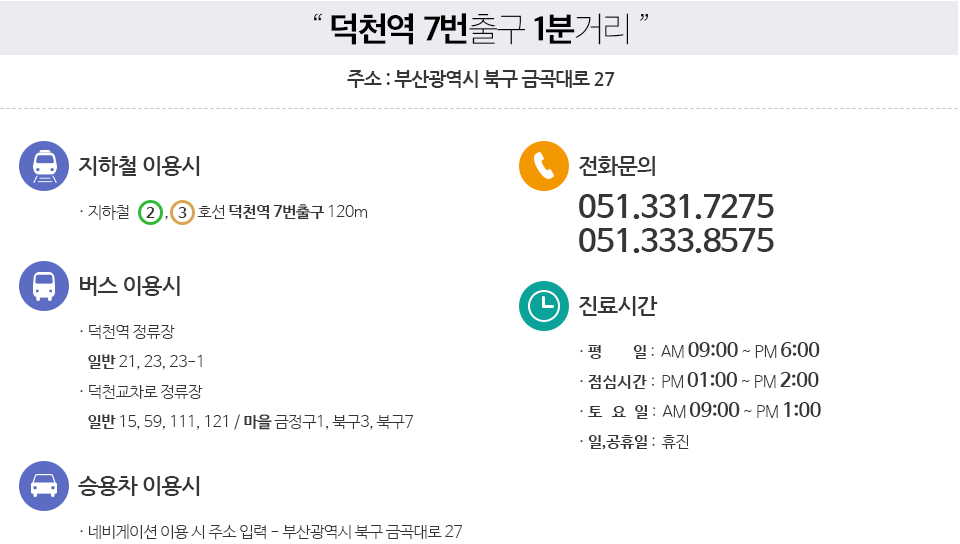 “ 덕천역 7번출구 1분거리 ”
주소 : 부산광역시 북구 금곡대로 27
지하철 이용시
· 지하철 2, 3 호선 덕천역 7번출구 120m
버스 이용시
· 덕천역 정류장
일반 21, 23, 23-1
· 덕천교차로 정류장
일반 15, 59, 111, 121 / 마을 금정구1, 북구3, 북구7
승용차 이용시
· 네비게이션 이용 시 주소 입력 - 부산광역시 북구 금곡대로 27
전화문의
051.331.7275
051.333.8575
진료시간
· 평 일 : AM 09:00 ~ PM 6:00
· 점심시간 : PM 01:00 ~ PM 2:00
· 토 요 일 : AM 09:00 ~ PM 1:00
· 일,공휴일 : 휴진